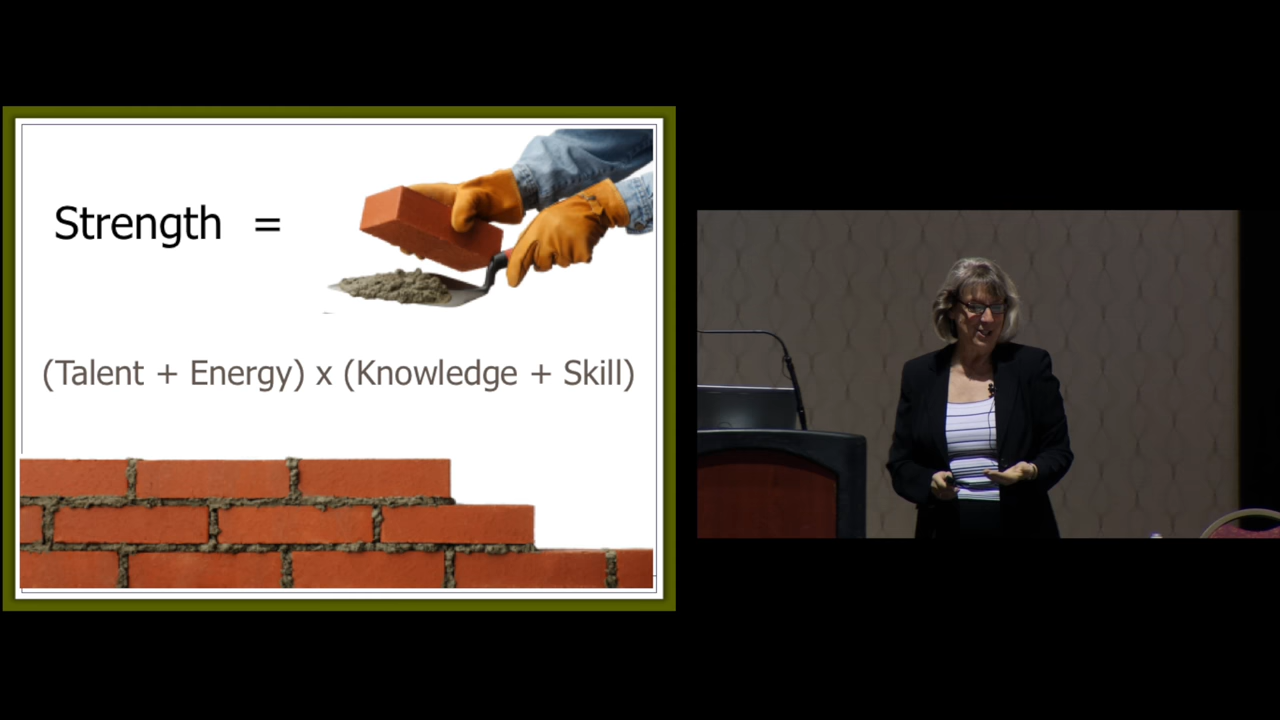 Strength =
(Talent + Energy) x (Knowledge + Skill)